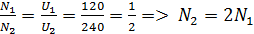 N₁/N₂ = U₁/U₂ = 120/240 = 1/2 => N₂ = 2N₁